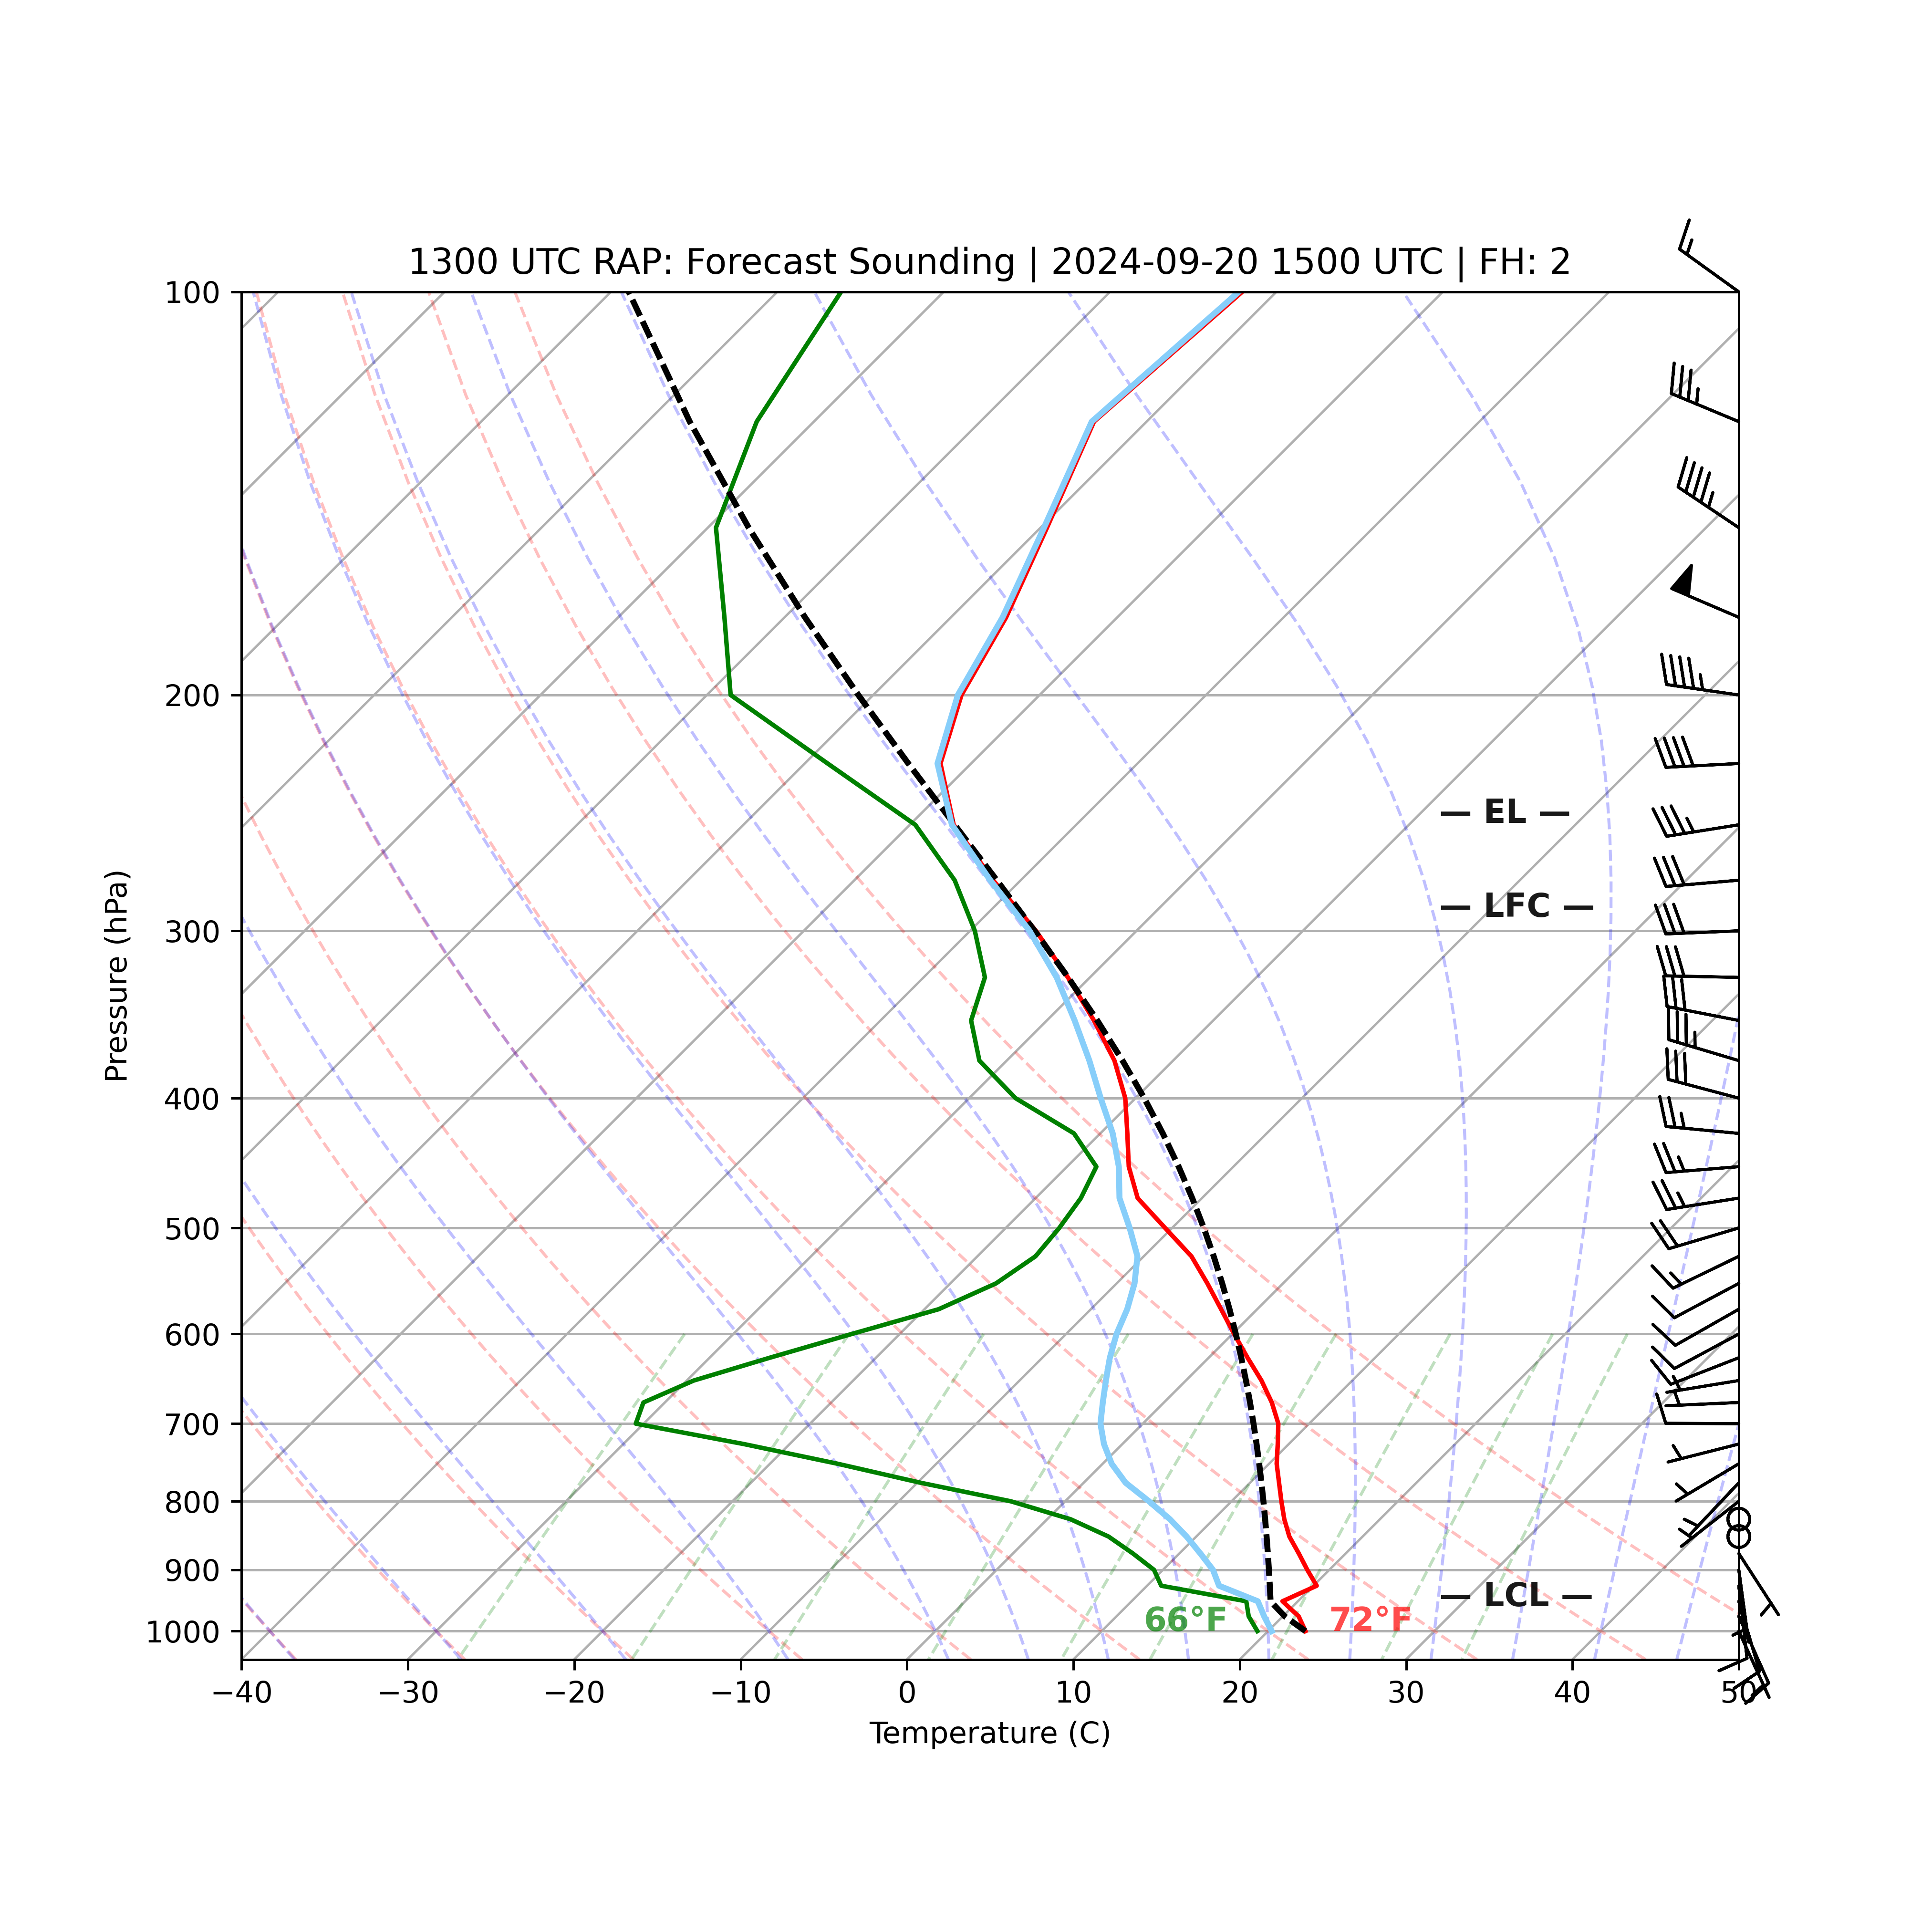 1300 UTC RAP: Forecast Sounding | 2024-09-20 1500 UTC | FH: 2
100
200
— EL —
— LFC —
300
Pressure (hPa)
400
500
600
700
800
900
— LCL —
66°F 72°F
1000
−40 −30 −20 −10 0 10 20 30 40 50
Temperature (C)